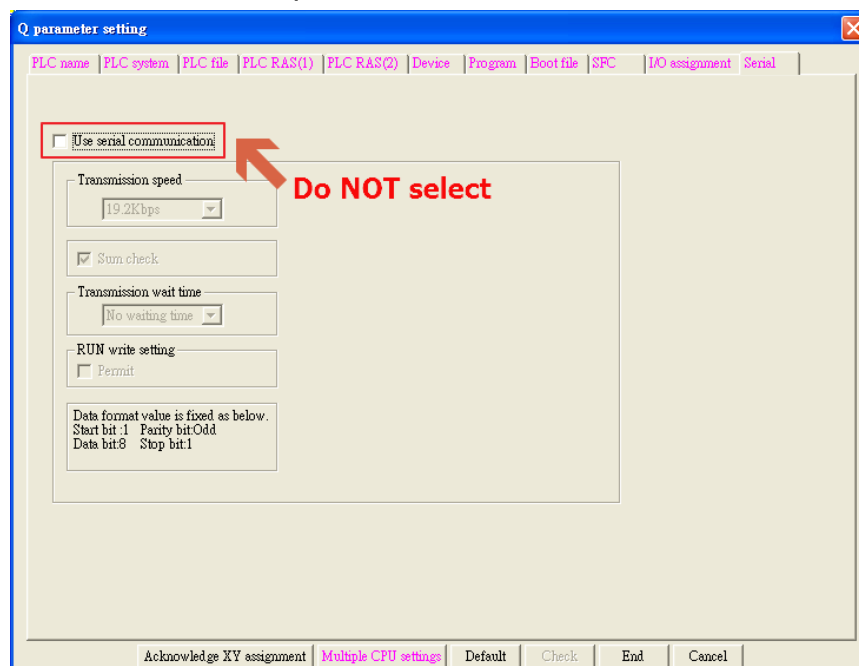 Q parameter setting
PLC name PLC system PLC file PLC RAS(1) PLC RAS(2) Device Program Boot file SFC I/O assignment Serial
Use serial communication
Do NOT select
Transmission speed
19.2Kbps
Sum check
Transmission wait time
No waiting time
RUN write setting
Permit
Data format value is fixed as below.
Start bit :1 Parity bit:Odd
Data bit:8 Stop bit:1
Acknowledge XY assignment Multiple CPU settings Default Check End Cancel